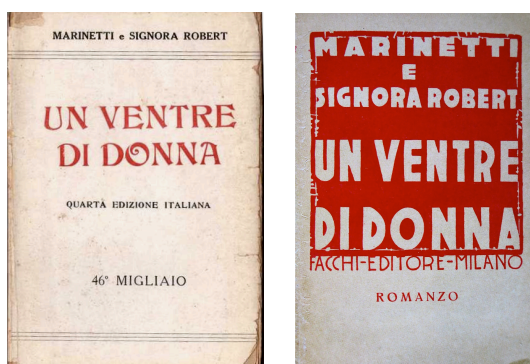 MARINETTI e SIGNORA ROBERT
UN VENTRE
DI DONNA
QUARTA EDIZIONE ITALIANA
46º MIGLIAIO
MARINETTI
E
SIGNORA ROBERT
UN VENTRE
DI DONNA
FACCHI-EDITORE-MILANO
ROMANZO